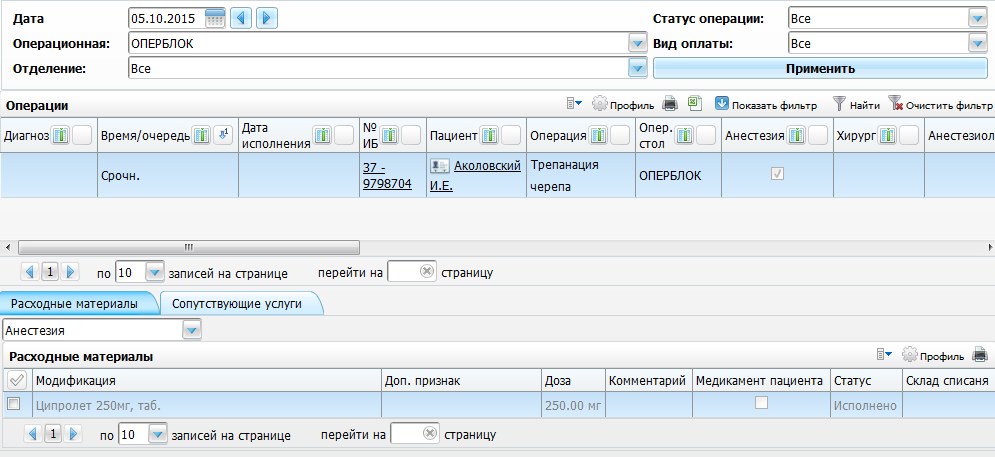 Дата 05.10.2015 Статус операции: Все
Операционная: ОПЕРБЛОК Вид оплаты: Все
Отделение: Все Применить
Операции Профиль Показать фильтр Найти Очистить фильтр
Диагноз Время/очередь Дата исполнения № ИБ Пациент Операция Опер. стол Анестезия Хирург Анестезиол
Срочн. 37 - 9798704 Аколовский И.Е. Трепанация черепа ОПЕРБЛОК
1 по 10 записей на странице перейти на страницу
Расходные материалы Сопутствующие услуги
Анестезия
Расходные материалы Профиль
Модификация Доп. признак Доза Комментарий Медикамент пациента Статус Склад списаня
Ципролет 250мг, таб. 250.00 мг Исполнено
1 по 10 записей на странице перейти на страницу